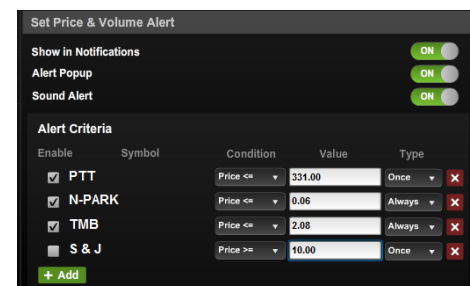 Set Price & Volume Alert
Show in Notifications ON
Alert Popup ON
Sound Alert ON
Alert Criteria
Enable Symbol Condition Value Type
PTT Price <= 331.00 Once
N-PARK Price <= 0.06 Always
TMB Price <= 2.08 Always
S & J Price >= 10.00 Once
+ Add